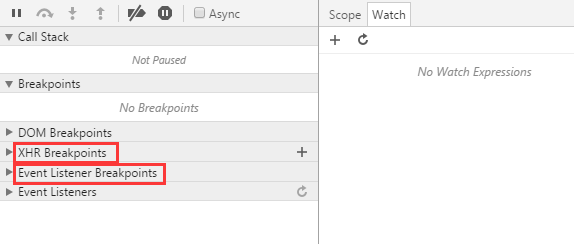 Async
Call Stack
Not Paused
Breakpoints
No Breakpoints
DOM Breakpoints
XHR Breakpoints
Event Listener Breakpoints
Event Listeners
Scope Watch
No Watch Expressions